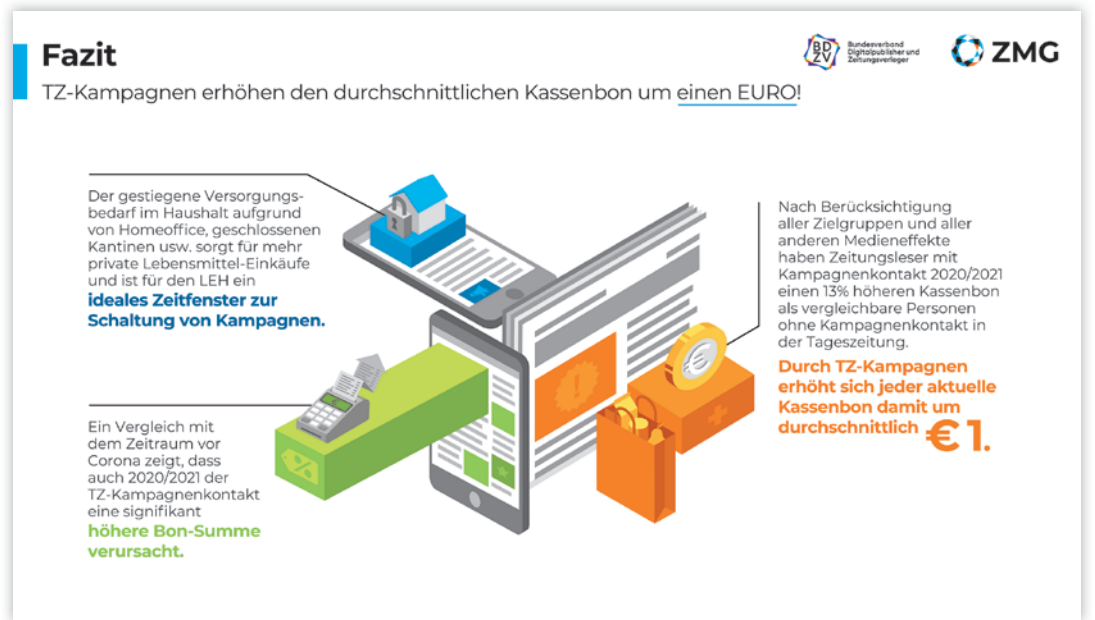 Fazit
TZ-Kampagnen erhöhen den durchschnittlichen Kassenbon um einen EURO!
BD
ZV
Bundesverband
Digitalpublisher und
Zeitungsverleger
ZMG
Der gestiegene Versorgungs-
bedarf im Haushalt aufgrund
von Homeoffice, geschlossenen
Kantinen usw. sorgt für mehr
private Lebensmittel-Einkäufe
und ist für den LEH ein
ideales Zeitfenster zur
Schaltung von Kampagnen.
Ein Vergleich mit
dem Zeitraum vor
Corona zeigt, dass
auch 2020/2021 der
TZ-Kampagnenkontakt
eine signifikant
höhere Bon-Summe
verursacht.
%
!
€
Nach Berücksichtigung
aller Zielgruppen und aller
anderen Medieneffekte
haben Zeitungsleser mit
Kampagnenkontakt 2020/2021
einen 13% höheren Kassenbon
als vergleichbare Personen
ohne Kampagnenkontakt in
der Tageszeitung.
Durch TZ-Kampagnen
erhöht sich jeder aktuelle
Kassenbon damit um
durchschnittlich € 1.